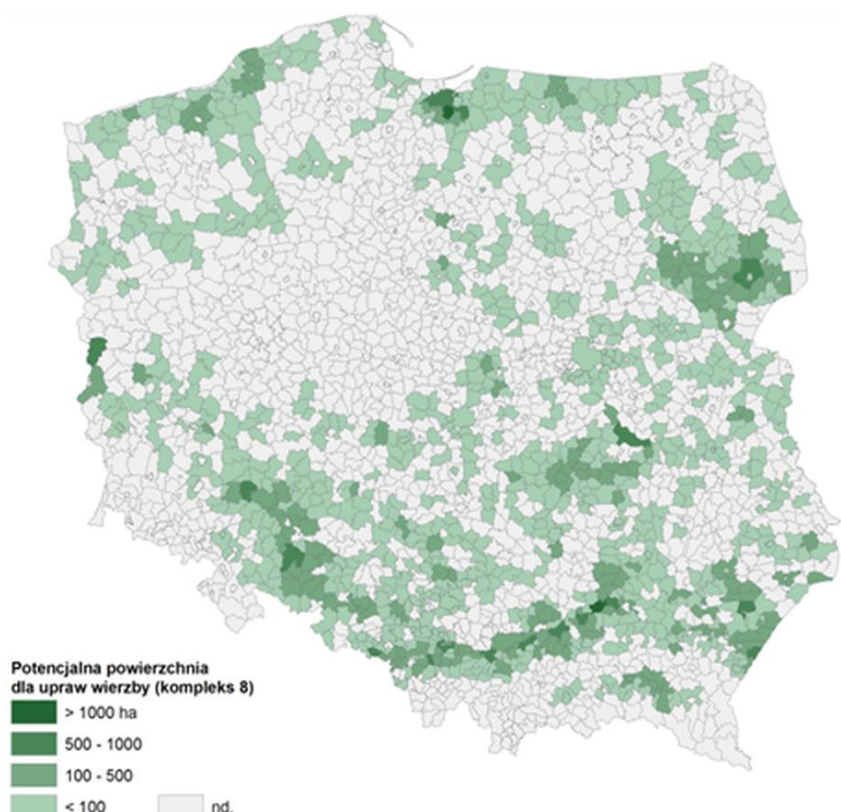 Potencjalna powierzchnia
dla upraw wierzby (kompleks 8)
> 1000 ha
500 - 1000
100 - 500
< 100
nd.